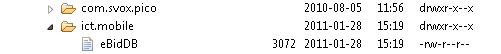 com.svox.pico 2010-08-05 11:56 drwxr-x--x
ict.mobile 2011-01-28 15:19 drwxr-x--x
eBidDB 3072 2011-01-28 15:19 -rw-r--r--